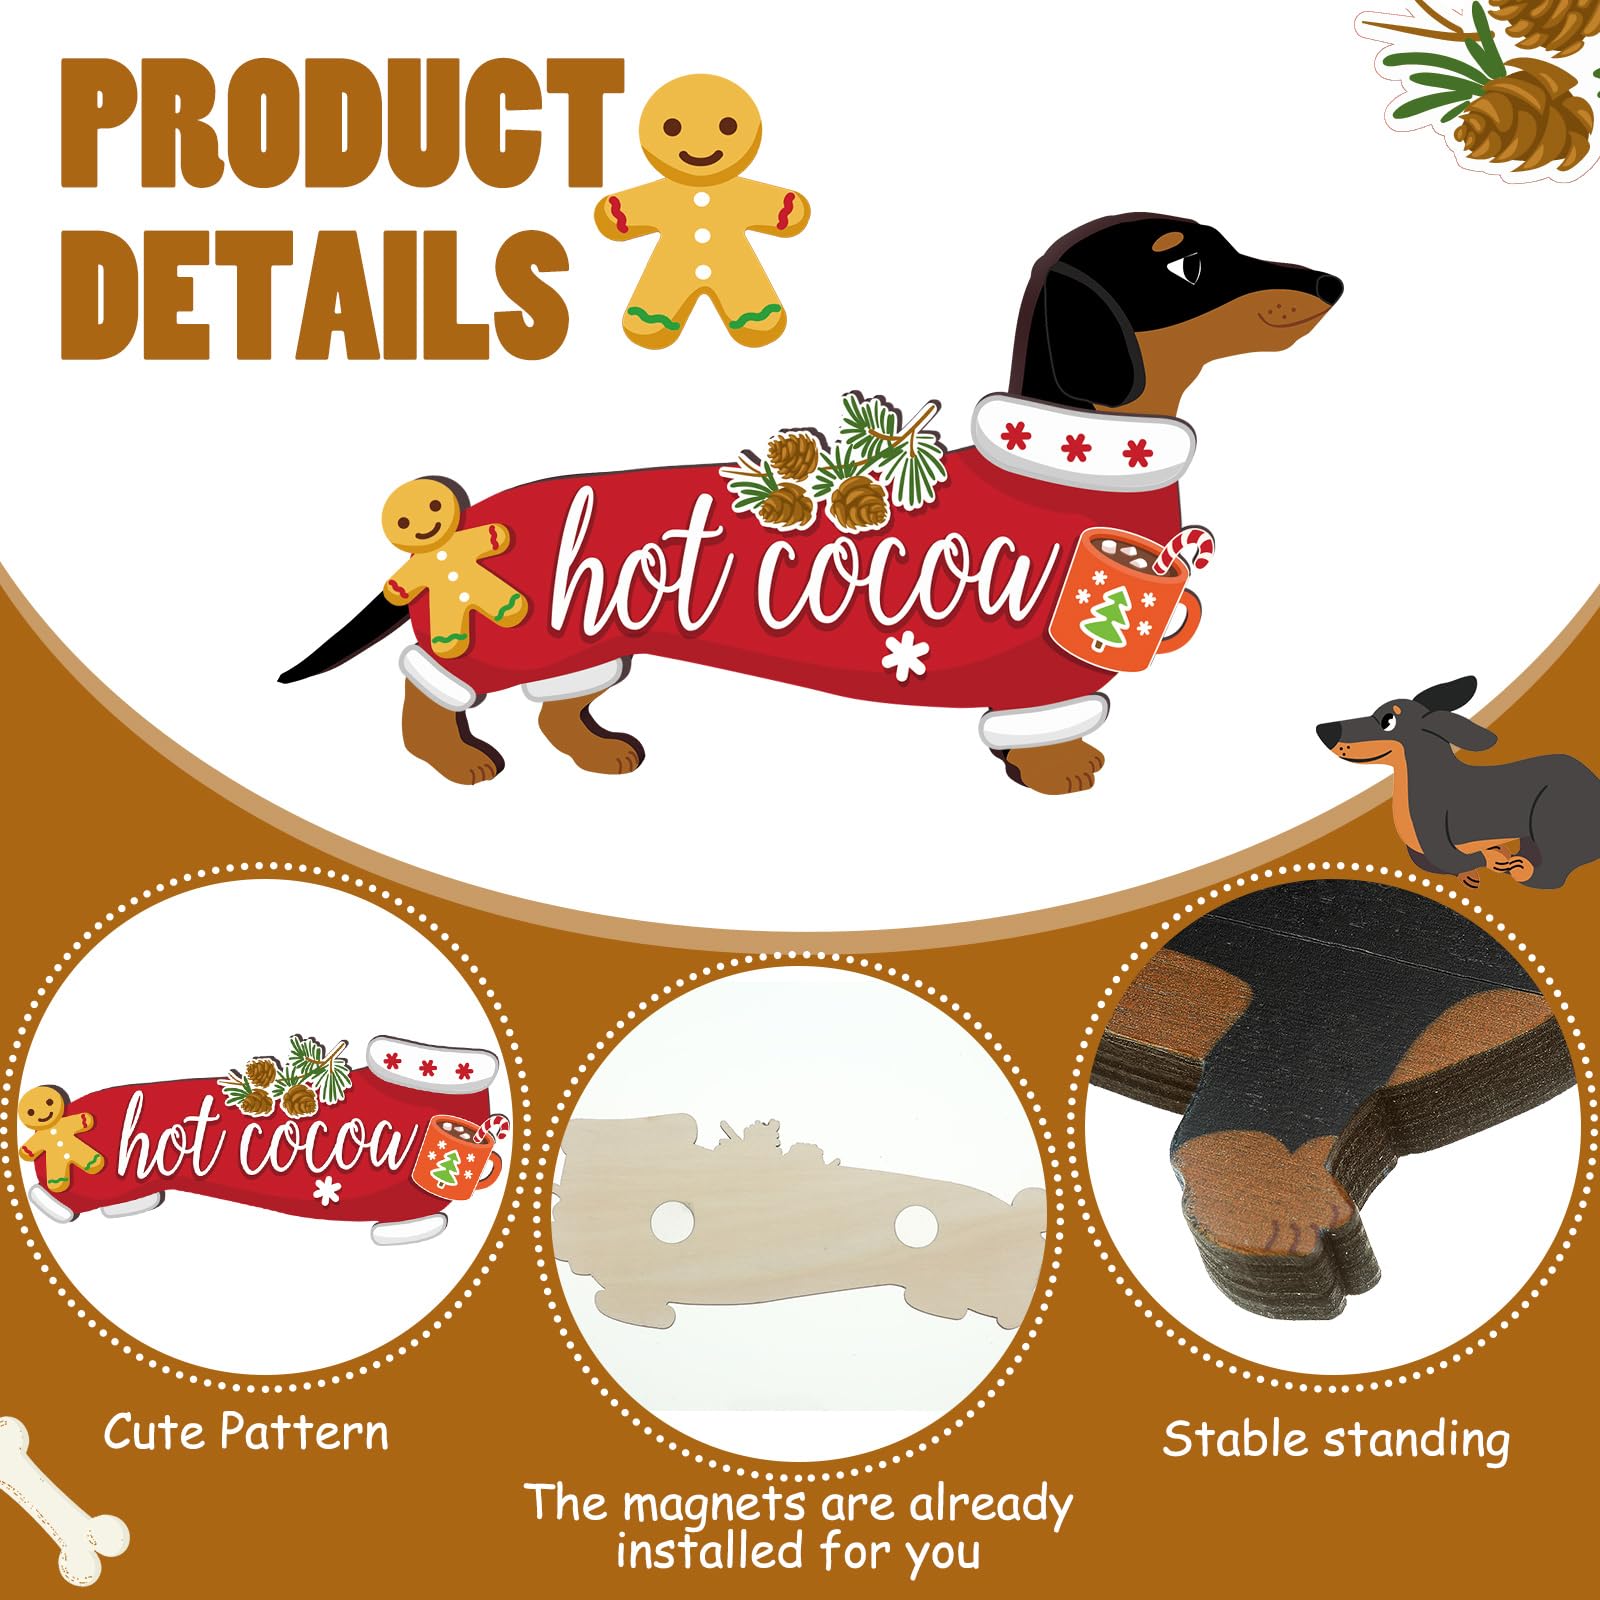 PRODUCT
DETAILS
hot cocoa
hot cocoa
Cute Pattern
The magnets are already
installed for you
Stable standing